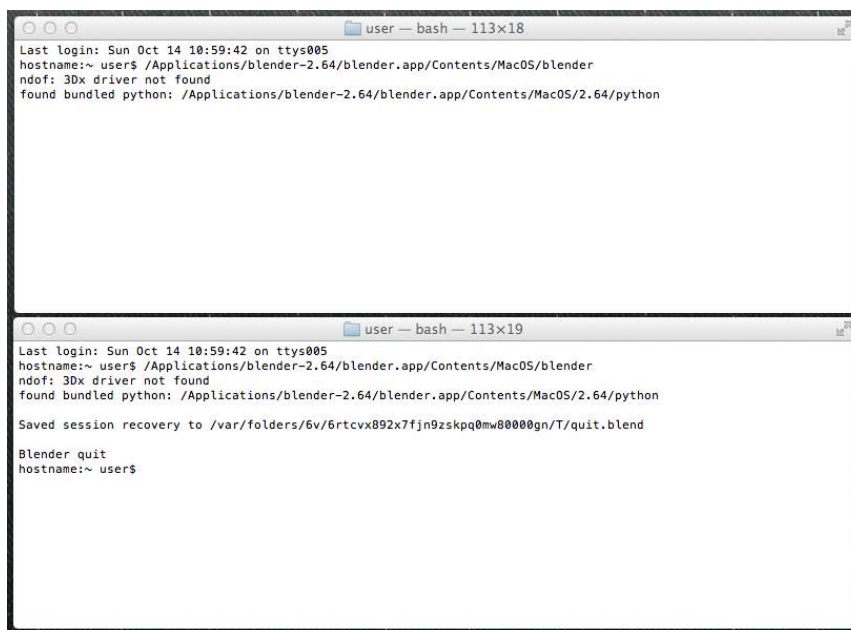 user — bash — 113×18
Last login: Sun Oct 14 10:59:42 on ttys005
hostname:~ user$ /Applications/blender-2.64/blender.app/Contents/MacOS/blender
ndof: 3Dx driver not found
found bundled python: /Applications/blender-2.64/blender.app/Contents/MacOS/2.64/python
user — bash — 113×19
Last login: Sun Oct 14 10:59:42 on ttys005
hostname:~ user$ /Applications/blender-2.64/blender.app/Contents/MacOS/blender
ndof: 3Dx driver not found
found bundled python: /Applications/blender-2.64/blender.app/Contents/MacOS/2.64/python
Saved session recovery to /var/folders/6v/6rtcvx892x7fjn9zskpq0mw80000gn/T/quit.blend
Blender quit
hostname:~ user$